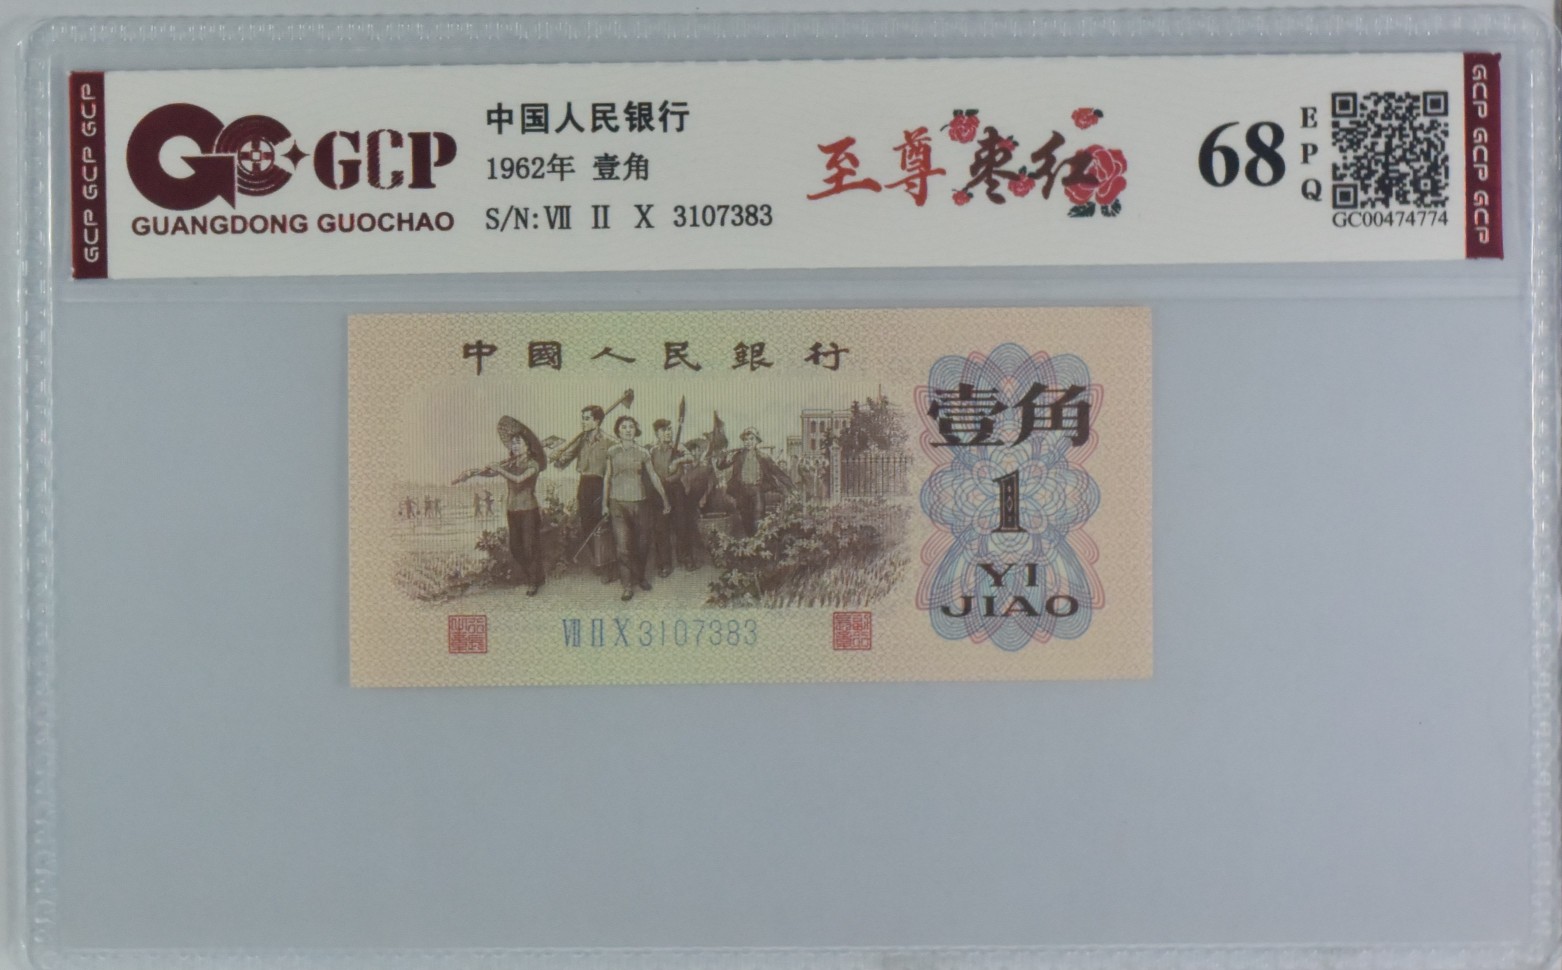 GCP GCP GCP
GCP
GUANGDONG GUOCHAO
中国人民银行
1962年 壹角
S/N: Ⅶ Ⅱ X 3107383
至尊枣红
68
EPQ
GC00474774
GCP GCP GCP
中國人民銀行
壹角
1
YI
JIAO
Ⅷ Ⅱ X 3107383